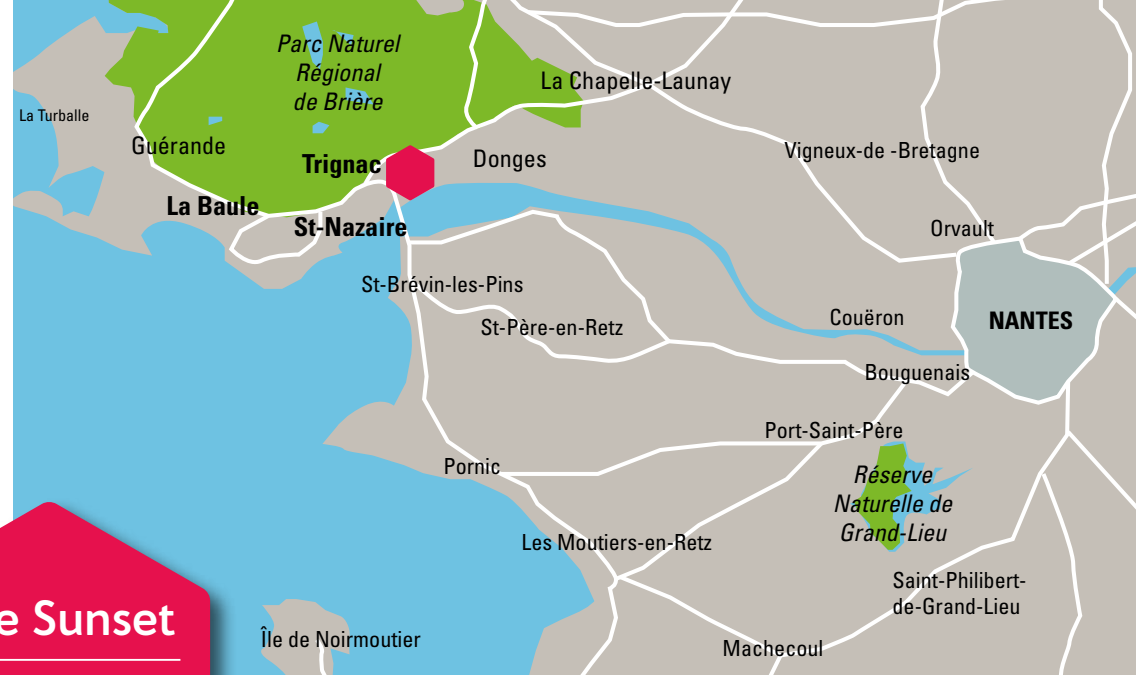 Parc Naturel
Régional
de Brière
La Chapelle-Launay
La Turballe
Guérande
Trignac
Donges
Vigneux-de -Bretagne
La Baule
St-Nazaire
Orvault
St-Brévin-les-Pins
St-Père-en-Retz
Couëron
NANTES
Bouguenais
Port-Saint-Père
Pornic
Réserve
Naturelle de
Grand-Lieu
Les Moutiers-en-Retz
Saint-Philibert-
de-Grand-Lieu
e Sunset
Île de Noirmoutier
Machecoul